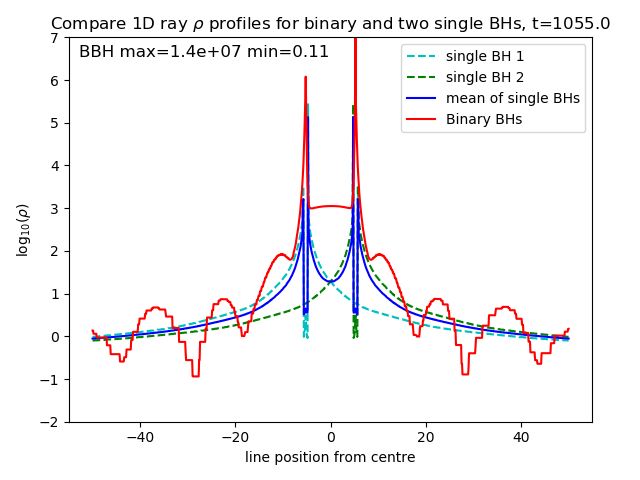 Compare 1D ray ρ profiles for binary and two single BHs, t=1055.0
BBH max=1.4e+07 min=0.11
single BH 1
single BH 2
mean of single BHs
Binary BHs
log₁₀(ρ)
7
6
5
4
3
2
1
0
−1
−2
−40 −20 0 20 40
line position from centre